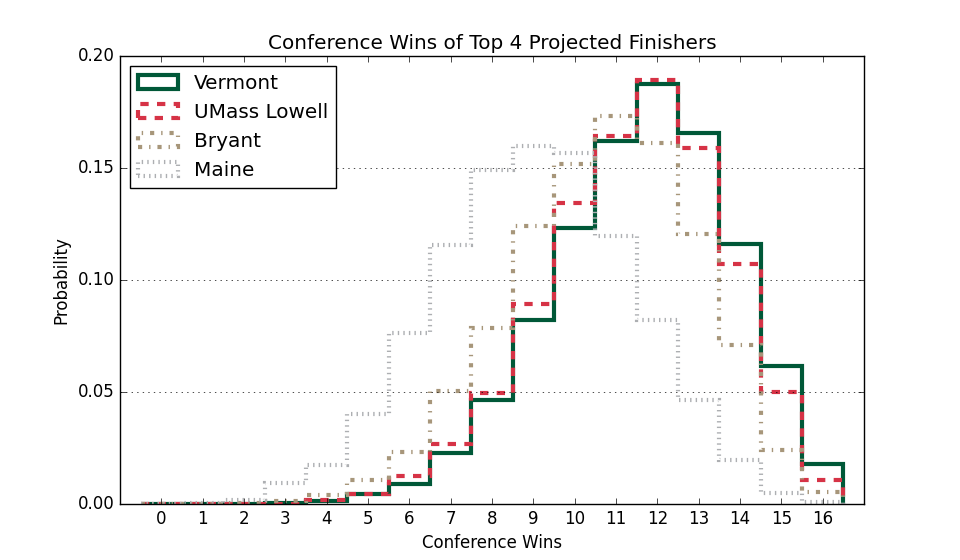 Conference Wins of Top 4 Projected Finishers
Vermont
UMass Lowell
Bryant
Maine
0.20
0.15
0.10
0.05
0.00
Probability
0 1 2 3 4 5 6 7 8 9 10 11 12 13 14 15 16
Conference Wins